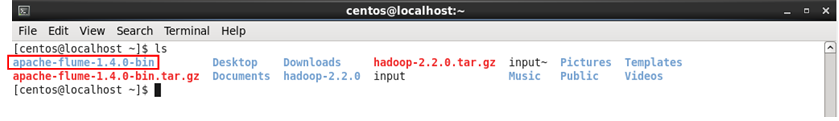 centos@localhost:~
File Edit View Search Terminal Help
[centos@localhost ~]$ ls
apache-flume-1.4.0-bin Desktop Downloads hadoop-2.2.0.tar.gz input~ Pictures Templates
apache-flume-1.4.0-bin.tar.gz Documents hadoop-2.2.0 input Music Public Videos
[centos@localhost ~]$